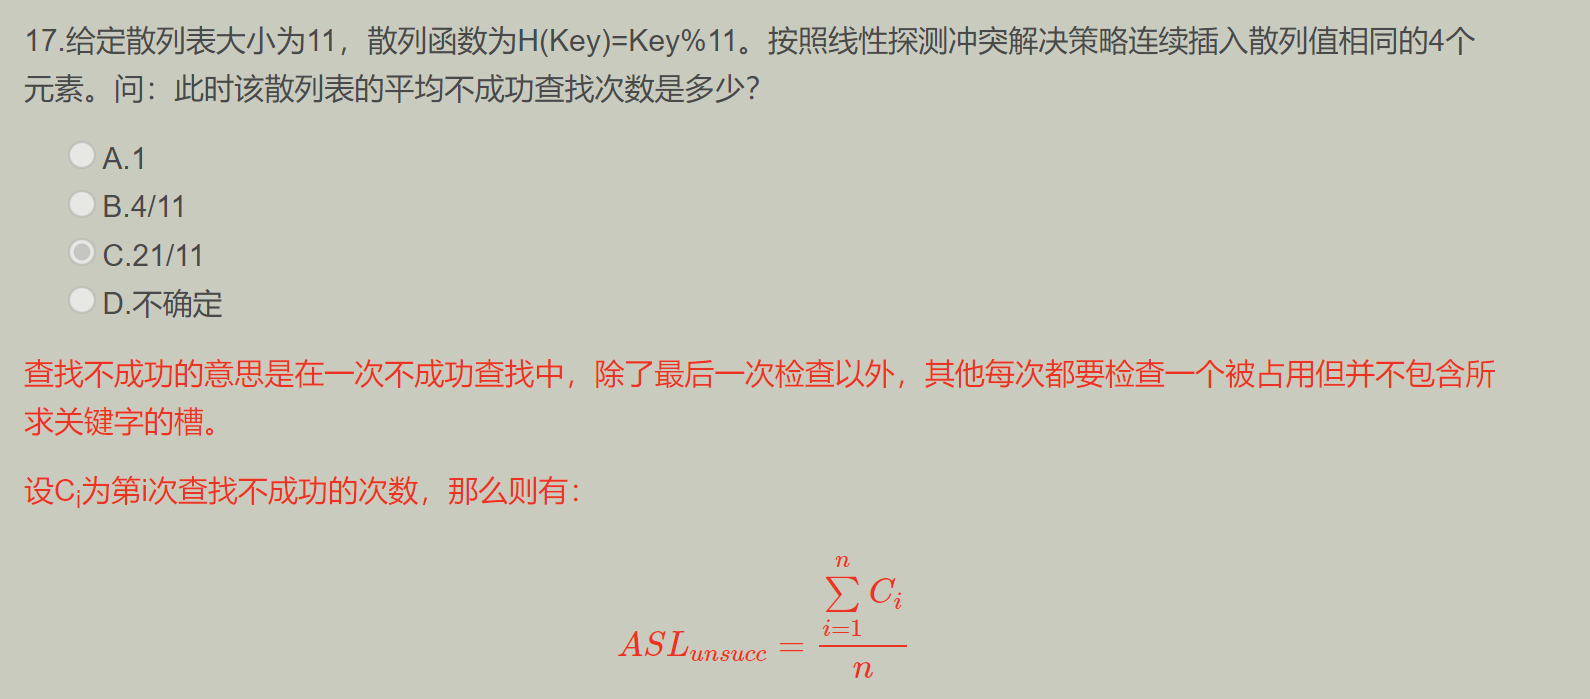 17.给定散列表大小为11，散列函数为H(Key)=Key%11。按照线性探测冲突解决策略连续插入散列值相同的4个
元素。问：此时该散列表的平均不成功查找次数是多少？
A.1
B.4/11
C.21/11
D.不确定
查找不成功的意思是在一次不成功查找中，除了最后一次检查以外，其他每次都要检查一个被占用但并不包含所
求关键字的槽。
设Cᵢ为第i次查找不成功的次数，那么则有：
ASL_{unsucc} = \frac{\sum_{i=1}^{n} C_i}{n}